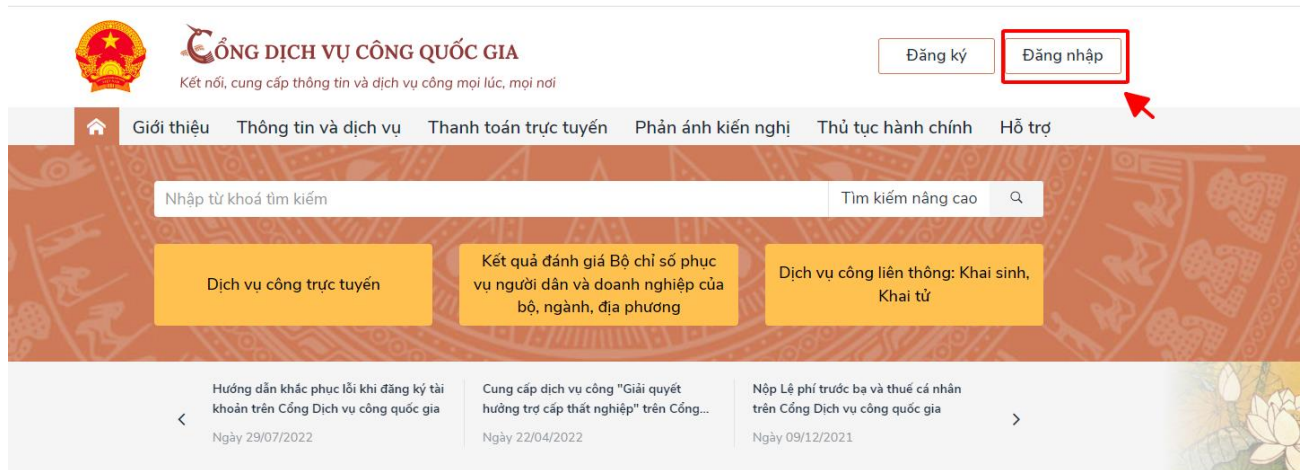 CỔNG DỊCH VỤ CÔNG QUỐC GIA
Kết nối, cung cấp thông tin và dịch vụ công mọi lúc, mọi nơi
Đăng ký
Đăng nhập
Giới thiệu
Thông tin và dịch vụ
Thanh toán trực tuyến
Phản ánh kiến nghị
Thủ tục hành chính
Hỗ trợ
Nhập từ khoá tìm kiếm
Tìm kiếm nâng cao
Dịch vụ công trực tuyến
Kết quả đánh giá Bộ chỉ số phục
vụ người dân và doanh nghiệp của
bộ, ngành, địa phương
Dịch vụ công liên thông: Khai sinh,
Khai tử
Hướng dẫn khắc phục lỗi khi đăng ký tài
khoản trên Cổng Dịch vụ công quốc gia
Ngày 29/07/2022
Cung cấp dịch vụ công "Giải quyết
hưởng trợ cấp thất nghiệp" trên Cổng...
Ngày 22/04/2022
Nộp Lệ phí trước bạ và thuế cá nhân
trên Cổng Dịch vụ công quốc gia
Ngày 09/12/2021